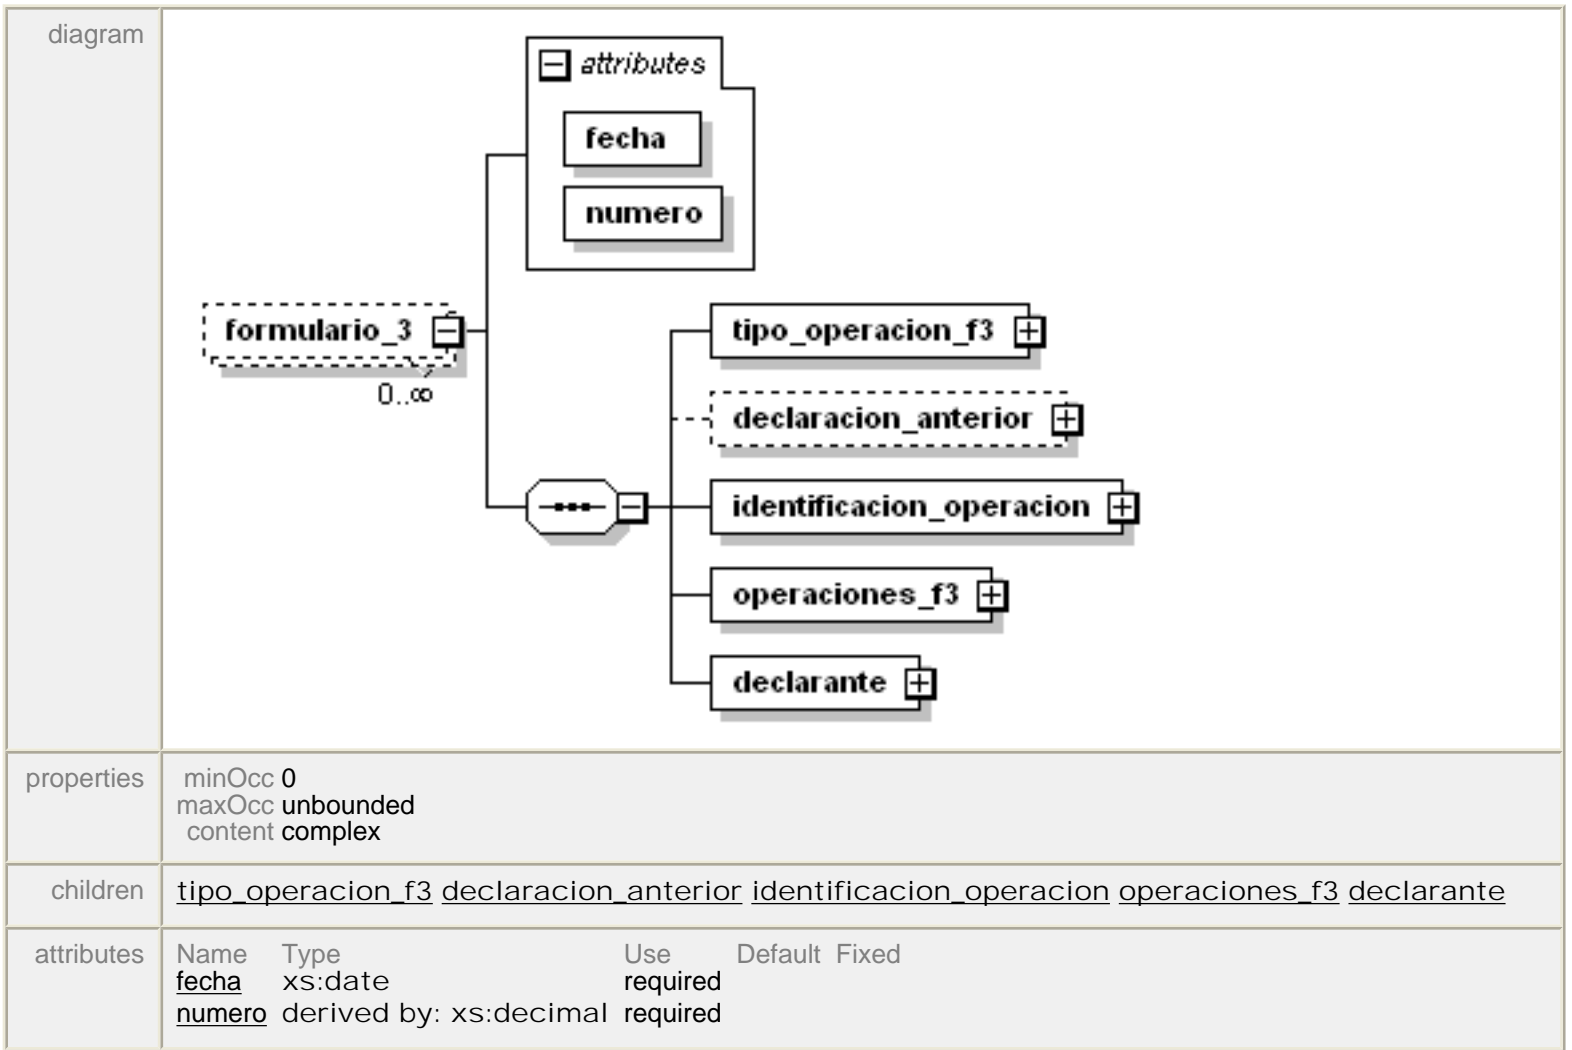 diagram
attributes
fecha
numero
formulario_3
0..∞
tipo_operacion_f3
declaracion_anterior
identificacion_operacion
operaciones_f3
declarante
properties
minOcc 0
maxOcc unbounded
content complex
children
tipo_operacion_f3 declaracion_anterior identificacion_operacion operaciones_f3 declarante
attributes
Name Type Use Default Fixed
fecha xs:date required
numero derived by: xs:decimal required